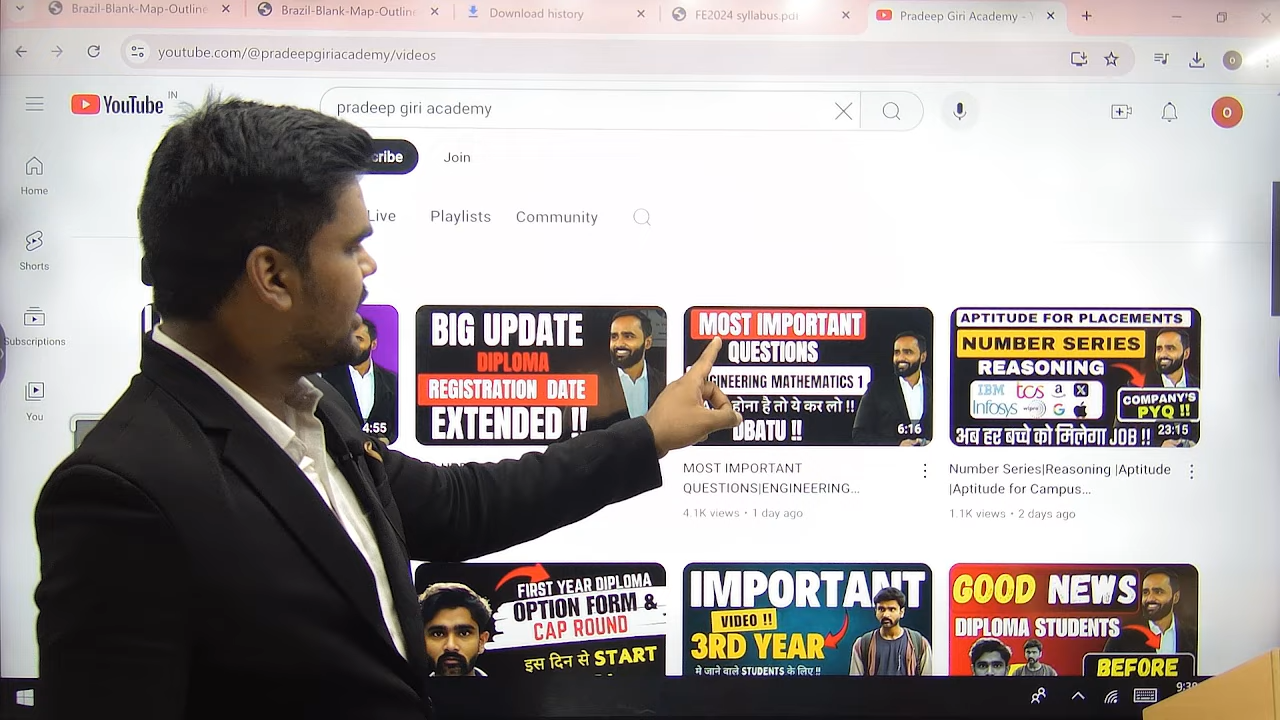 Brazil-Blank-Map-Outline
Brazil-Blank-Map-Outline
Download history
FE2024 syllabus.pdf
Pradeep Giri Academy -
youtube.com/@pradeepgiriacademy/videos
YouTube IN
pradeep giri academy
Join
Live
Playlists
Community
Home
Shorts
Subscriptions
You
4:55
BIG UPDATE
DIPLOMA
REGISTRATION DATE
EXTENDED !!
MOST IMPORTANT
QUESTIONS
MATHEMATICS 1
होना है तो ये कर लो !!
DBATU !!
6:16
MOST IMPORTANT
QUESTIONS|ENGINEERING...
4.1K views • 1 day ago
APTITUDE FOR PLACEMENTS
NUMBER SERIES
REASONING
IBM tcs a X
Infosys wipro G
COMPANY'S
PYQ !!
अब हर बच्चे को मिलेगा JOB !!
23:15
Number Series|Reasoning |Aptitude
|Aptitude for Campus...
1.1K views • 2 days ago
FIRST YEAR DIPLOMA
OPTION FORM &
CAP ROUND
इस दिन से START
IMPORTANT
VIDEO !!
3RD YEAR
मे जाने वाले STUDENTS के लिए !!
GOOD NEWS
DIPLOMA STUDENTS
BEFORE